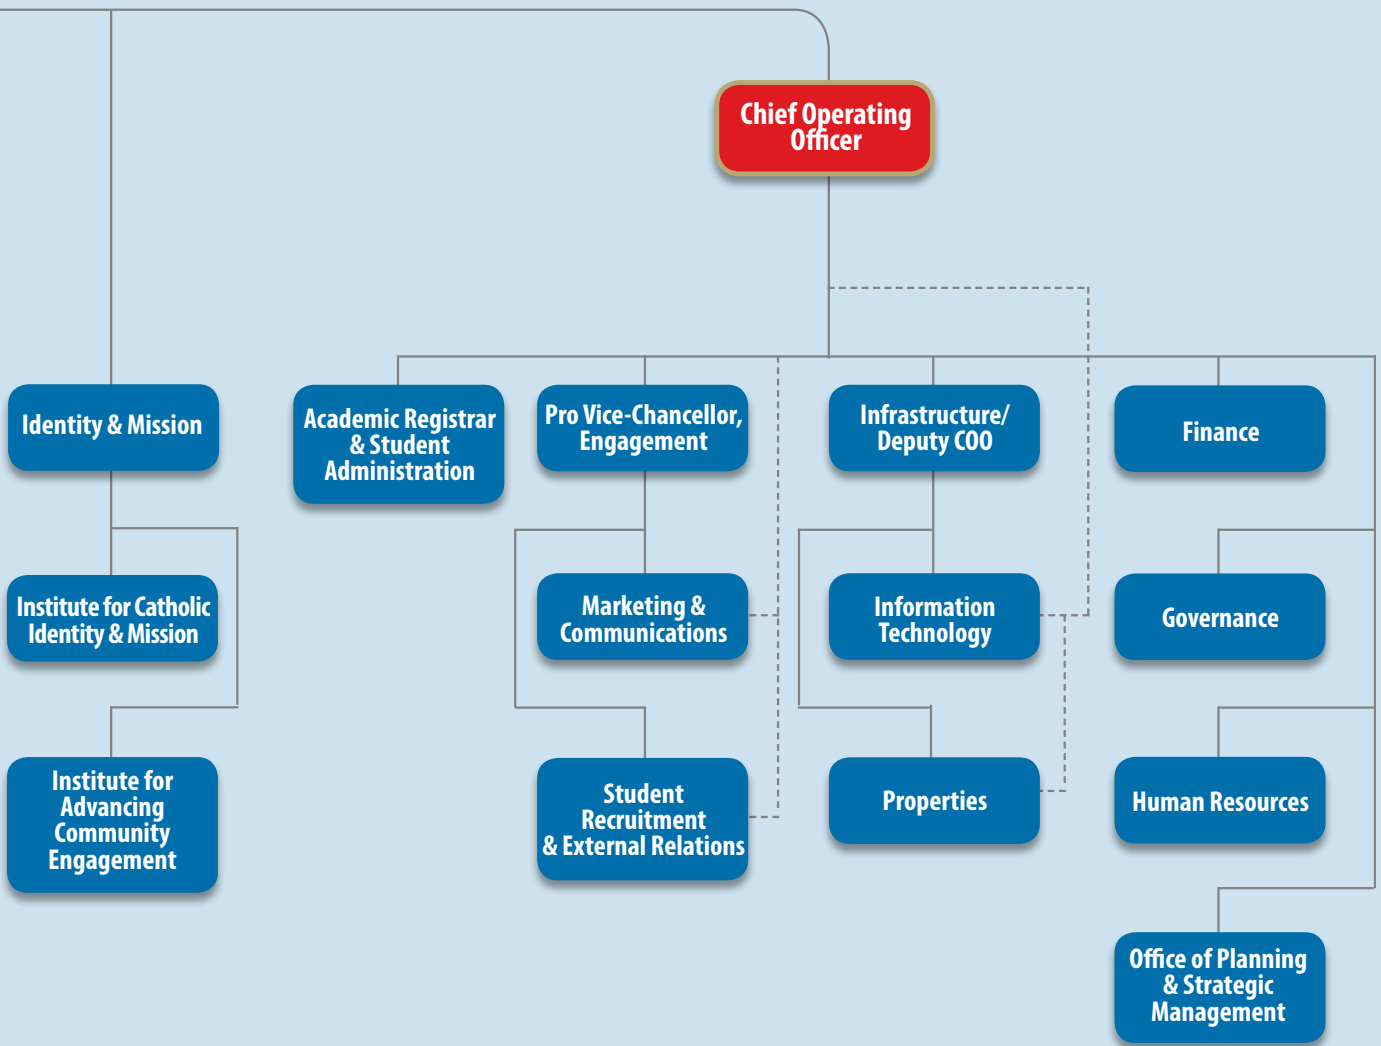 Chief Operating
Officer
Identity & Mission
Academic Registrar
& Student
Administration
Pro Vice-Chancellor,
Engagement
Infrastructure/
Deputy COO
Finance
Institute for Catholic
Identity & Mission
Marketing &
Communications
Information
Technology
Governance
Institute for
Advancing
Community
Engagement
Student
Recruitment
& External Relations
Properties
Human Resources
Office of Planning
& Strategic
Management